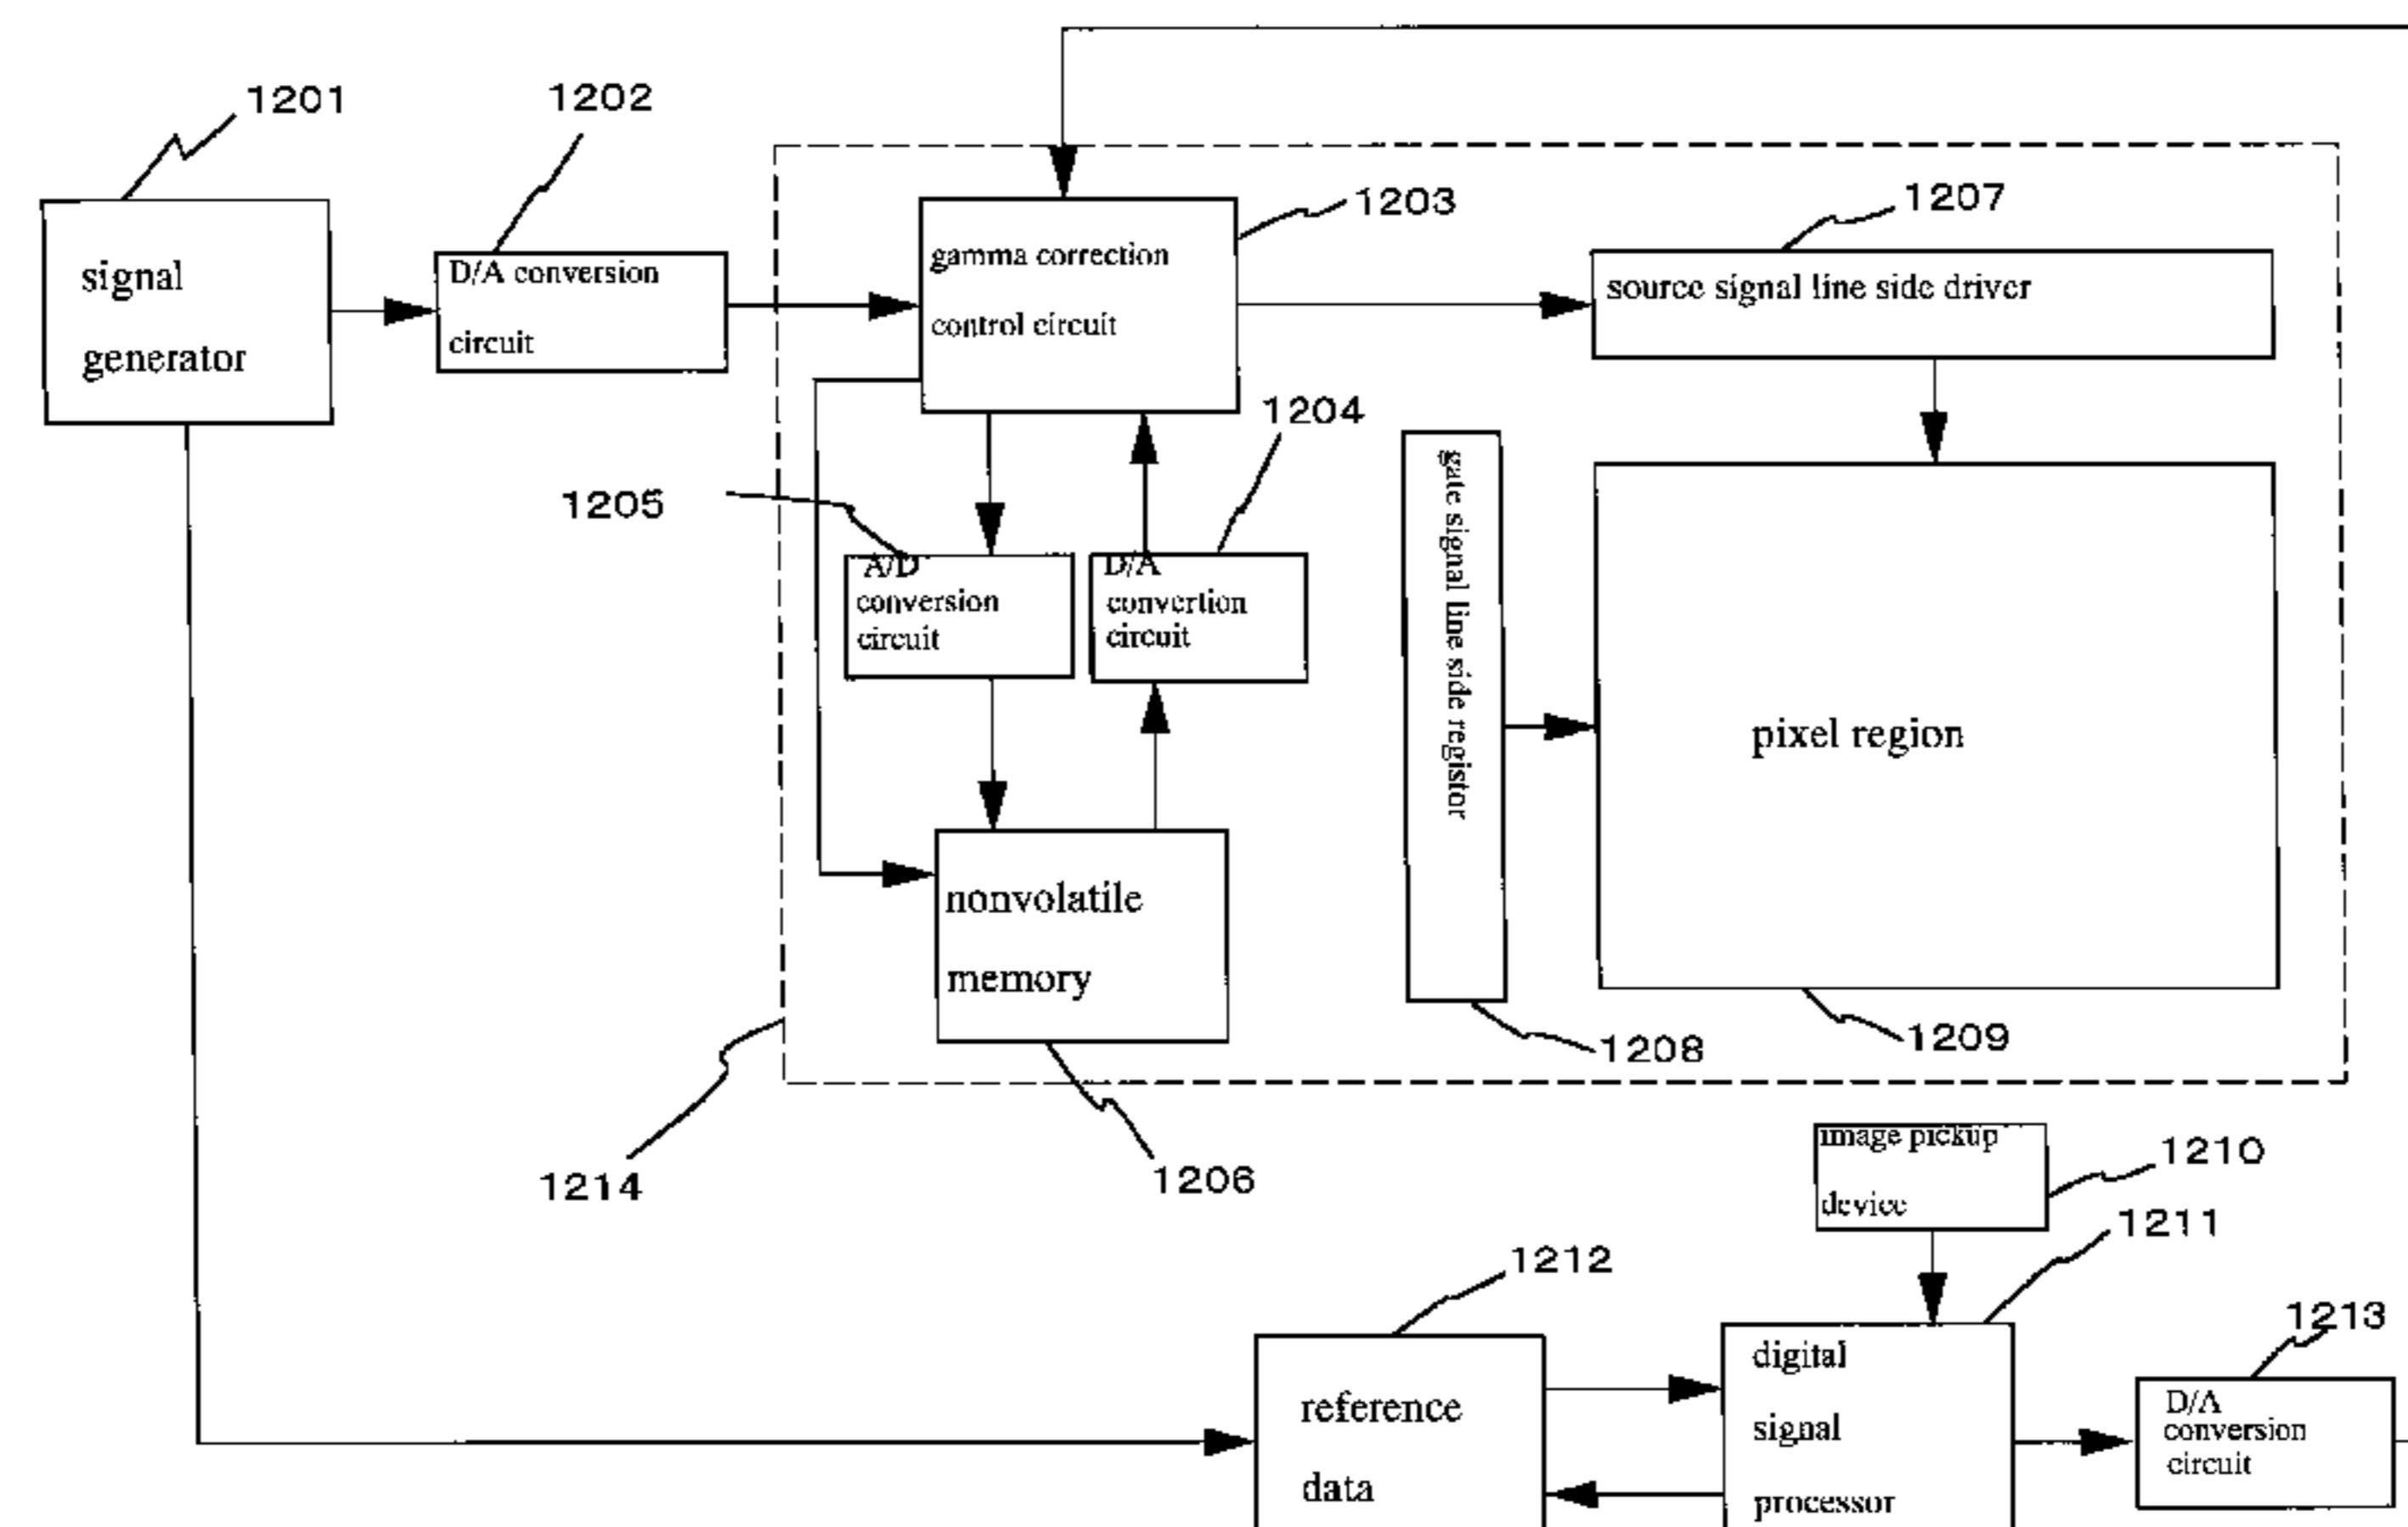 1201
1202
signal
generator
D/A conversion
circuit
1203
gamma correction
control circuit
1207
source signal line side driver
1204
1205
A/D
conversion
circuit
D/A
convertion
circuit
gate signal line side registor
pixel region
nonvolatile
memory
1208
1209
1214
1206
image pickup
device
1210
1211
1212
1213
reference
data
digital
signal
processor
D/A
conversion
circuit